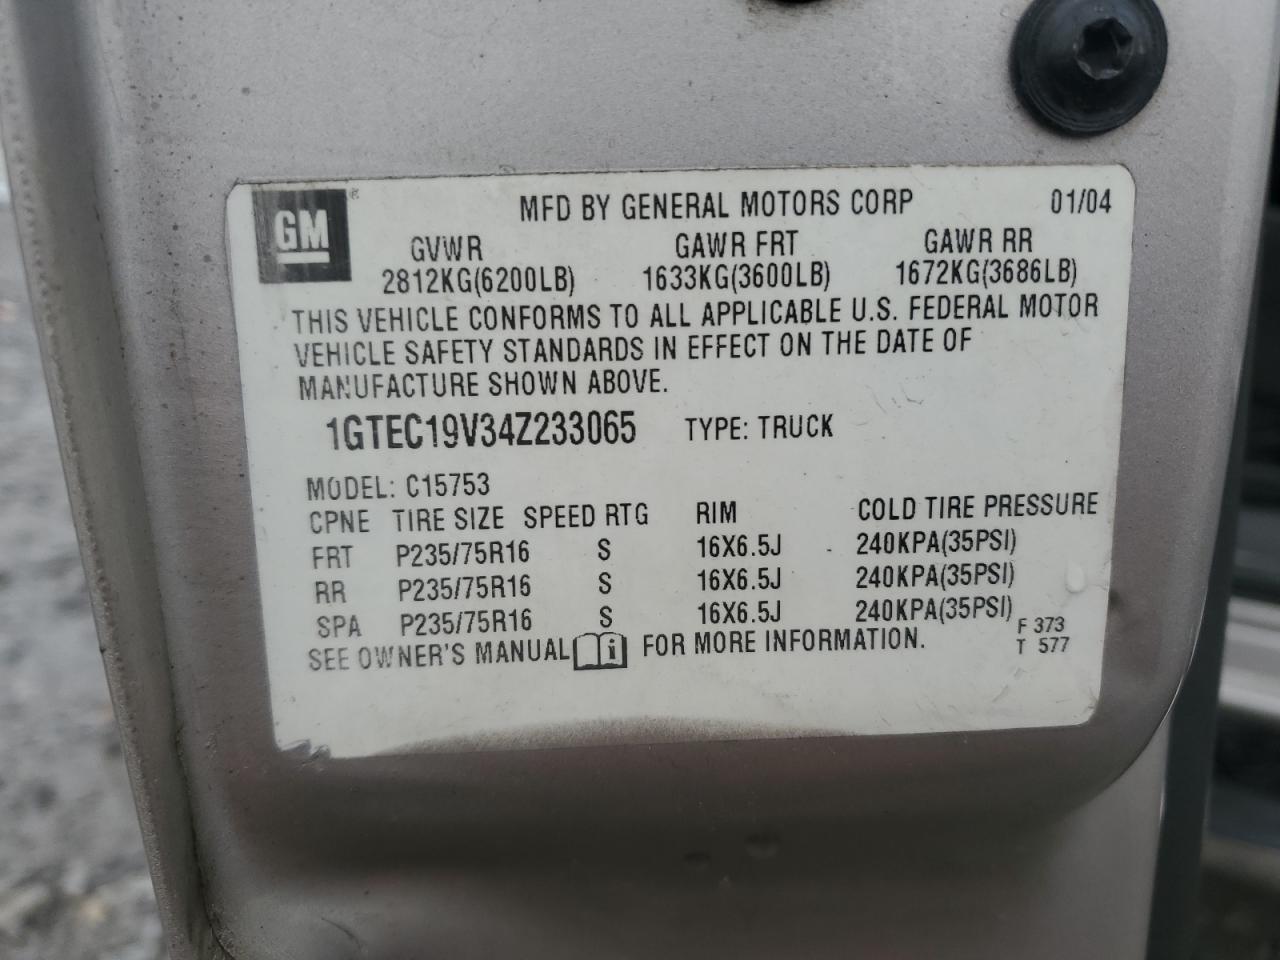 GM ® MFD BY GENERAL MOTORS CORP 01/04
GVWR GAWR FRT GAWR RR
2812KG(6200LB) 1633KG(3600LB) 1672KG(3686LB)
THIS VEHICLE CONFORMS TO ALL APPLICABLE U.S. FEDERAL MOTOR
VEHICLE SAFETY STANDARDS IN EFFECT ON THE DATE OF
MANUFACTURE SHOWN ABOVE.
1GTEC19V34Z233065 TYPE: TRUCK
MODEL: C15753
CPNE TIRE SIZE SPEED RTG RIM COLD TIRE PRESSURE
FRT P235/75R16 S 16X6.5J 240KPA(35PSI)
RR P235/75R16 S 16X6.5J 240KPA(35PSI)
SPA P235/75R16 S 16X6.5J 240KPA(35PSI) F 373
SEE OWNER'S MANUAL i FOR MORE INFORMATION. T 577